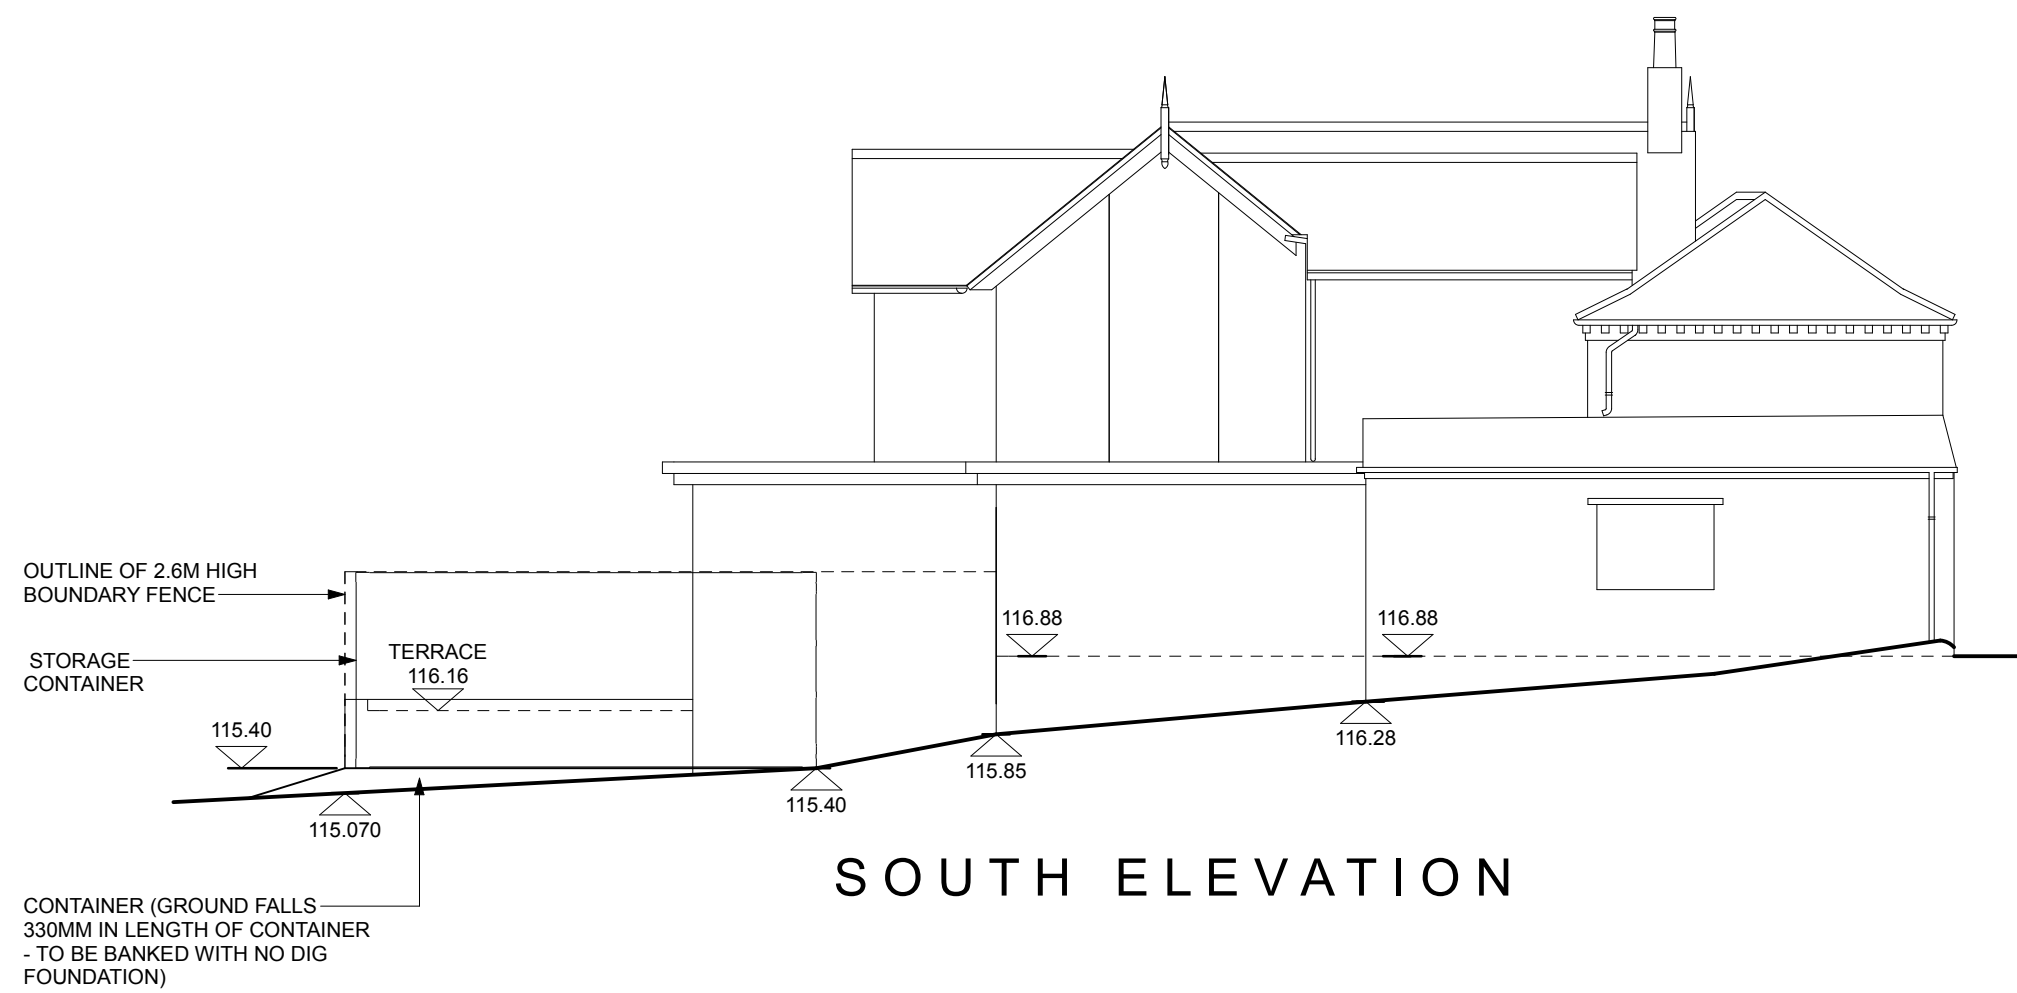 OUTLINE OF 2.6M HIGH
BOUNDARY FENCE
STORAGE
CONTAINER
TERRACE
116.16
115.40
115.070
115.40
115.85
116.88
116.28
116.88
CONTAINER (GROUND FALLS
330MM IN LENGTH OF CONTAINER
- TO BE BANKED WITH NO DIG
FOUNDATION)
SOUTH ELEVATION